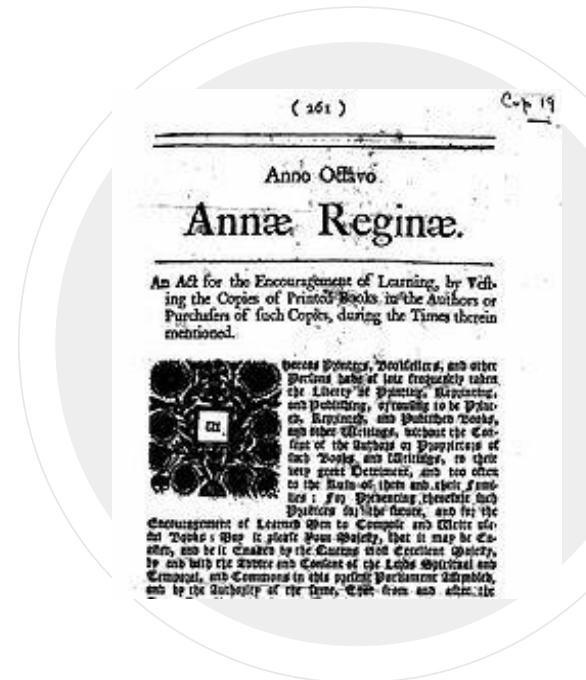 ( 261 )
Cap 19
Anno Octavo
Annæ Reginæ.
An Act for the Encouragement of Learning, by Vest-
ing the Copies of Printed Books in the Authors or
Purchasers of such Copies, during the Times therein
mentioned.
Whereas Printers, Booksellers, and other
Persons have of late frequently taken
the Liberty of Printing, Reprinting,
and Publishing, or causing to be Print-
ed, Reprinted, and Published Books,
and other Writings, without the Con-
sent of the Authors or Proprietors of
such Books and Writings, to their
very great Detriment, and too often
to the Ruin of them and their Fami-
lies : For Preventing therefore such
Practices for the future, and for the
Encouragement of Learned Men to Compose and Write use-
ful Books ; May it please Your Majesty, that it may be En-
acted, and be it Enacted by the Queens most Excellent Majesty,
by and with the Advice and Consent of the Lords Spiritual and
Temporal, and Commons in this present Parliament Assembled,
and by the Authority of the same, That from and after the